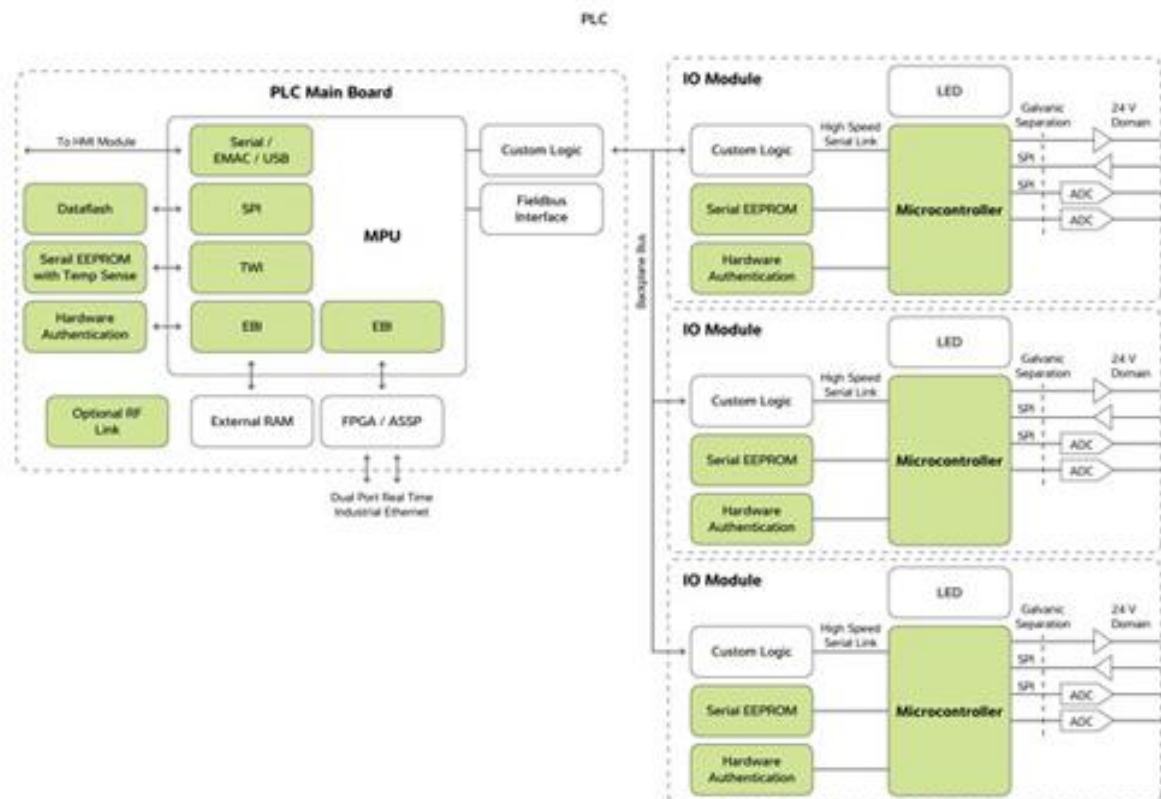 PLC
PLC Main Board
To HMI Module
Serial /
EMAC / USB
Dataflash
SPI
Serail EEPROM
with Temp Sense
TWI
Hardware
Authentication
EBI
MPU
EBI
Custom Logic
Fieldbus
Interface
Optional RF
Link
External RAM
FPGA / ASSP
Dual Port Real Time
Industrial Ethernet
Backplane Bus
IO Module
LED
Custom Logic
High Speed
Serial Link
Serial EEPROM
Hardware
Authentication
Microcontroller
Galvanic
Separation
24 V
Domain
SPI
SPI
ADC
ADC
IO Module
LED
Custom Logic
High Speed
Serial Link
Serial EEPROM
Hardware
Authentication
Microcontroller
Galvanic
Separation
24 V
Domain
SPI
SPI
ADC
ADC
IO Module
LED
Custom Logic
High Speed
Serial Link
Serial EEPROM
Hardware
Authentication
Microcontroller
Galvanic
Separation
24 V
Domain
SPI
SPI
ADC
ADC